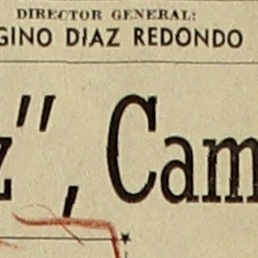 DIRECTOR GENERAL:
GINO DIAZ REDONDO
z", Cam